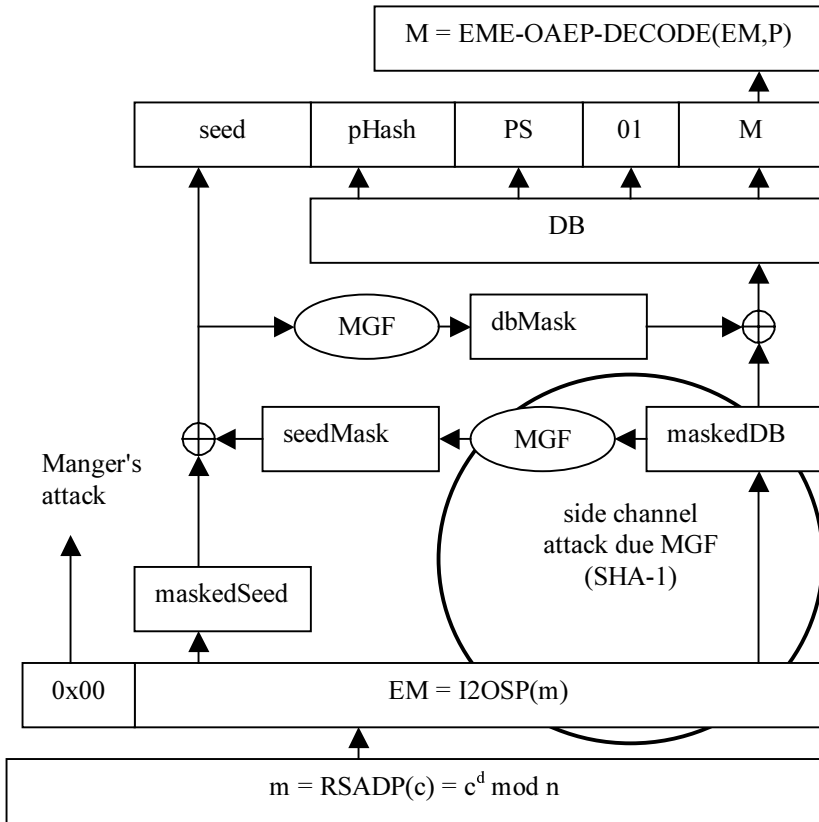 M = EME-OAEP-DECODE(EM,P)
seed pHash PS 01 M
DB
MGF dbMask
seedMask MGF maskedDB
Manger's
attack
side channel
attack due MGF
(SHA-1)
maskedSeed
0x00 EM = I2OSP(m)
m = RSADP(c) = c^d mod n